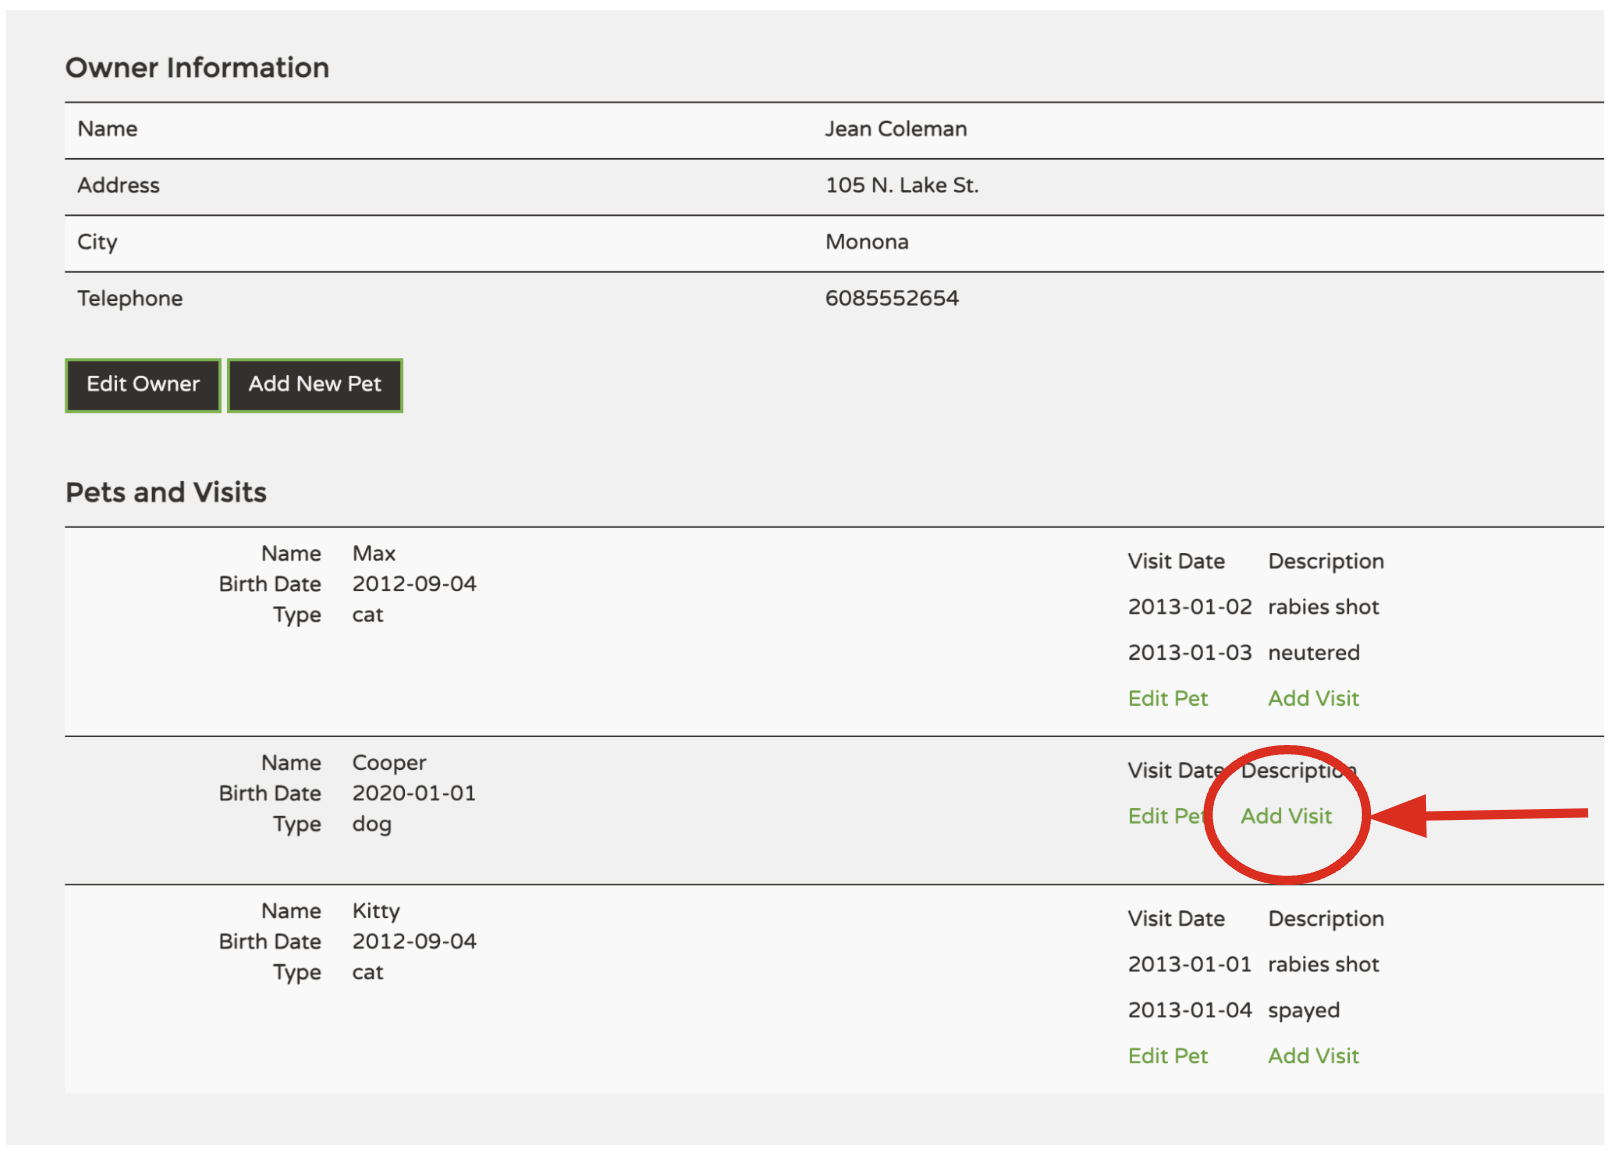 Owner Information
Name Jean Coleman
Address 105 N. Lake St.
City Monona
Telephone 6085552654
Edit Owner Add New Pet
Pets and Visits
Name Max
Birth Date 2012-09-04
Type cat
Visit Date Description
2013-01-02 rabies shot
2013-01-03 neutered
Edit Pet Add Visit
Name Cooper
Birth Date 2020-01-01
Type dog
Visit Date Description
Edit Pet Add Visit
Name Kitty
Birth Date 2012-09-04
Type cat
Visit Date Description
2013-01-01 rabies shot
2013-01-04 spayed
Edit Pet Add Visit